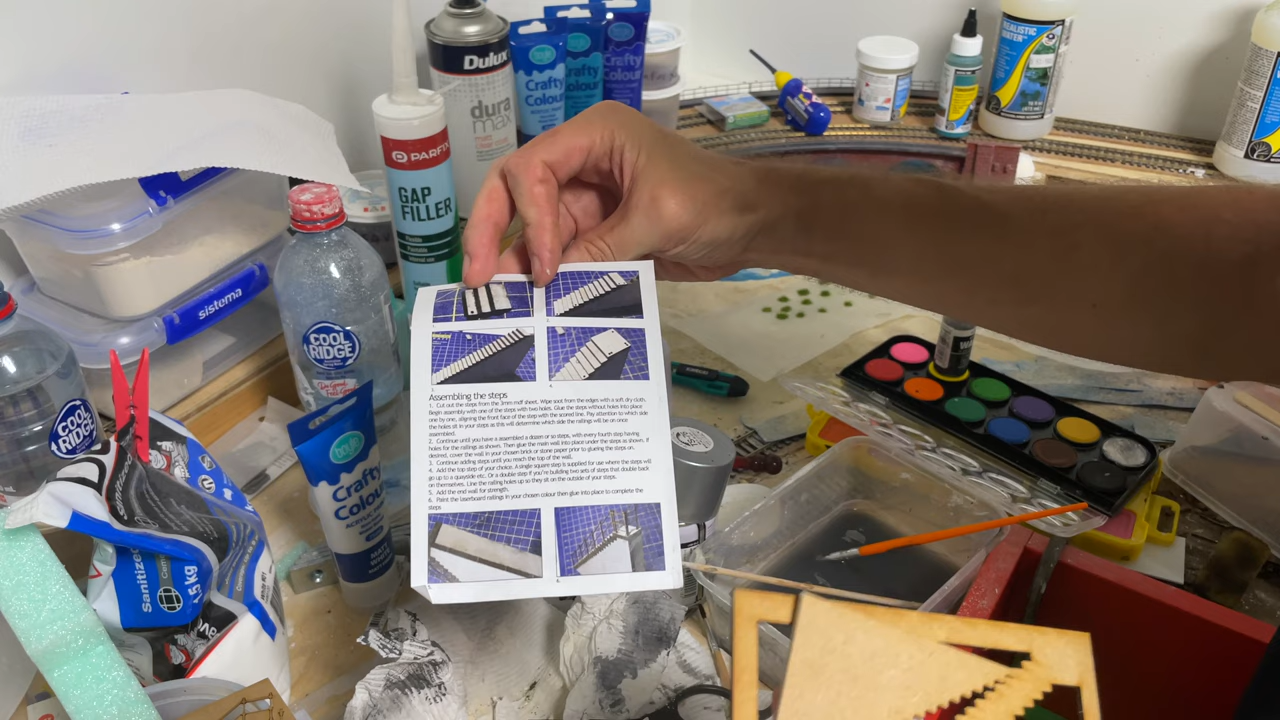 Dulux
dura
max
Crafty
Colour
Crafty
Colour
Crafty
Colour
REALISTIC
WATER
PARFIX
GAP
FILLER
sistema
COOL
RIDGE
COOL
RIDGE
boyle
Crafty
Colour
Sanitized
Assembling the steps
1. Cut out the steps from the 3mm mdf sheet. Wipe soot from the edges with a soft dry cloth.
Begin assembly with one of the steps with two holes. Glue the steps without holes into place
one by one, aligning the front face of the step with the scored line. Pay attention to which side
the holes sit in your steps as this will determine which side the railings will be on once
assembled.
2. Continue until you have assembled a dozen or so steps, with every fourth step having
holes for the railings as shown. Then glue the main wall into place under the steps as shown. If
desired, cover the wall in your chosen brick or stone paper prior to glueing the steps on.
3. Continue adding steps until you reach the top of the wall.
4. Add the top step of your choice. A single square step is supplied for use where the steps will
go up to a quayside etc. Or a double step if you're building two sets of steps that double back
on themselves. Line the railing holes up so they sit on the outside of your steps.
5. Add the end wall for strength.
6. Paint the laserboard railings in your chosen colour then glue into place to complete the
steps